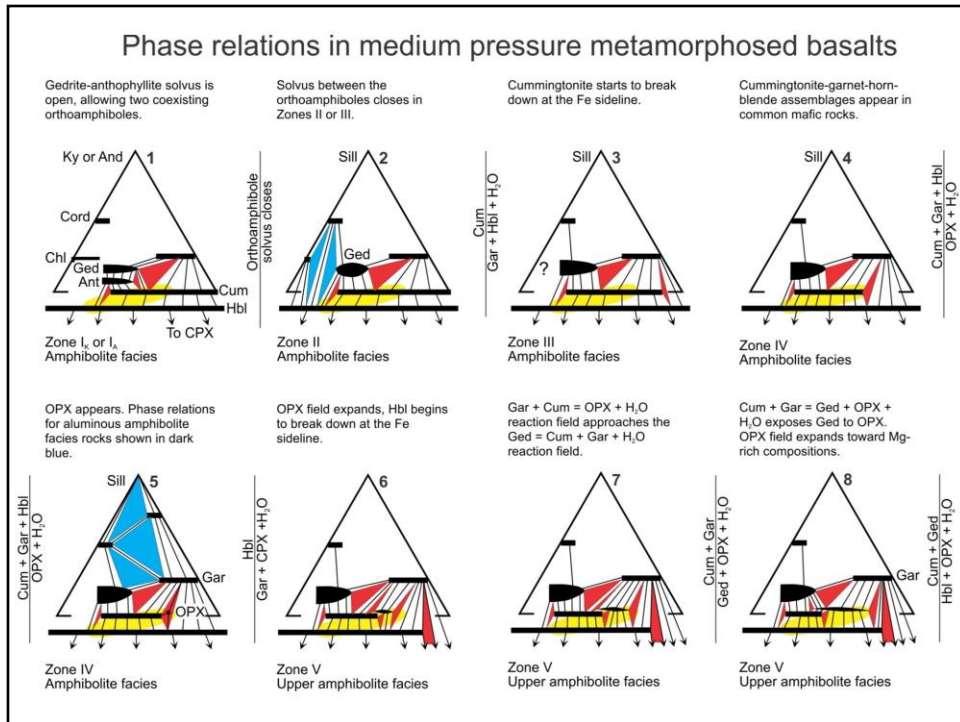 Phase relations in medium pressure metamorphosed basalts
Gedrite-anthophyllite solvus is
open, allowing two coexisting
orthoamphiboles.
Ky or And
1
Cord
Chl
Ged
Ant
Cum
Hbl
To CPX
Zone I_K or I_A
Amphibolite facies
Orthoamphibole
solvus closes
Solvus between the
orthoamphiboles closes in
Zones II or III.
Sill
2
Ged
Zone II
Amphibolite facies
Cum
Gar + Hbl + H₂O
Cummingtonite starts to break
down at the Fe sideline.
Sill
3
?
Zone III
Amphibolite facies
Cummingtonite-garnet-horn-
blende assemblages appear in
common mafic rocks.
Sill
4
Zone IV
Amphibolite facies
Cum + Gar + Hbl
OPX + H₂O
OPX appears. Phase relations
for aluminous amphibolite
facies rocks shown in dark
blue.
Cum + Gar + Hbl
OPX + H₂O
Sill
5
Gar
OPX
Zone IV
Amphibolite facies
OPX field expands, Hbl begins
to break down at the Fe
sideline.
Hbl
Gar + CPX +H₂O
6
Zone V
Upper amphibolite facies
Gar + Cum = OPX + H₂O
reaction field approaches the
Ged = Cum + Gar + H₂O
reaction field.
7
Zone V
Upper amphibolite facies
Cum + Gar
Ged + OPX + H₂O
Cum + Gar = Ged + OPX +
H₂O exposes Ged to OPX.
OPX field expands toward Mg-
rich compositions.
8
Gar
Zone V
Upper amphibolite facies
Cum + Ged
Hbl + OPX + H₂O